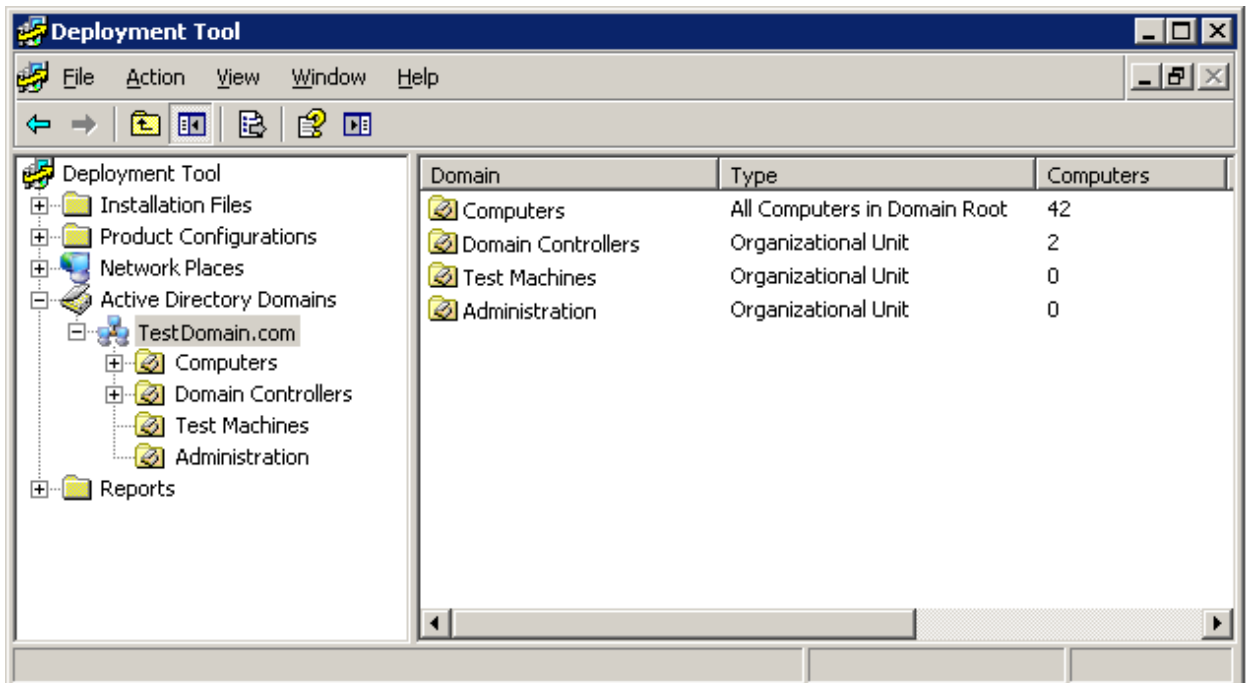 Deployment Tool
File Action View Window Help
Deployment Tool
Installation Files
Product Configurations
Network Places
Active Directory Domains
TestDomain.com
Computers
Domain Controllers
Test Machines
Administration
Reports
Domain Type Computers
Computers All Computers in Domain Root 42
Domain Controllers Organizational Unit 2
Test Machines Organizational Unit 0
Administration Organizational Unit 0